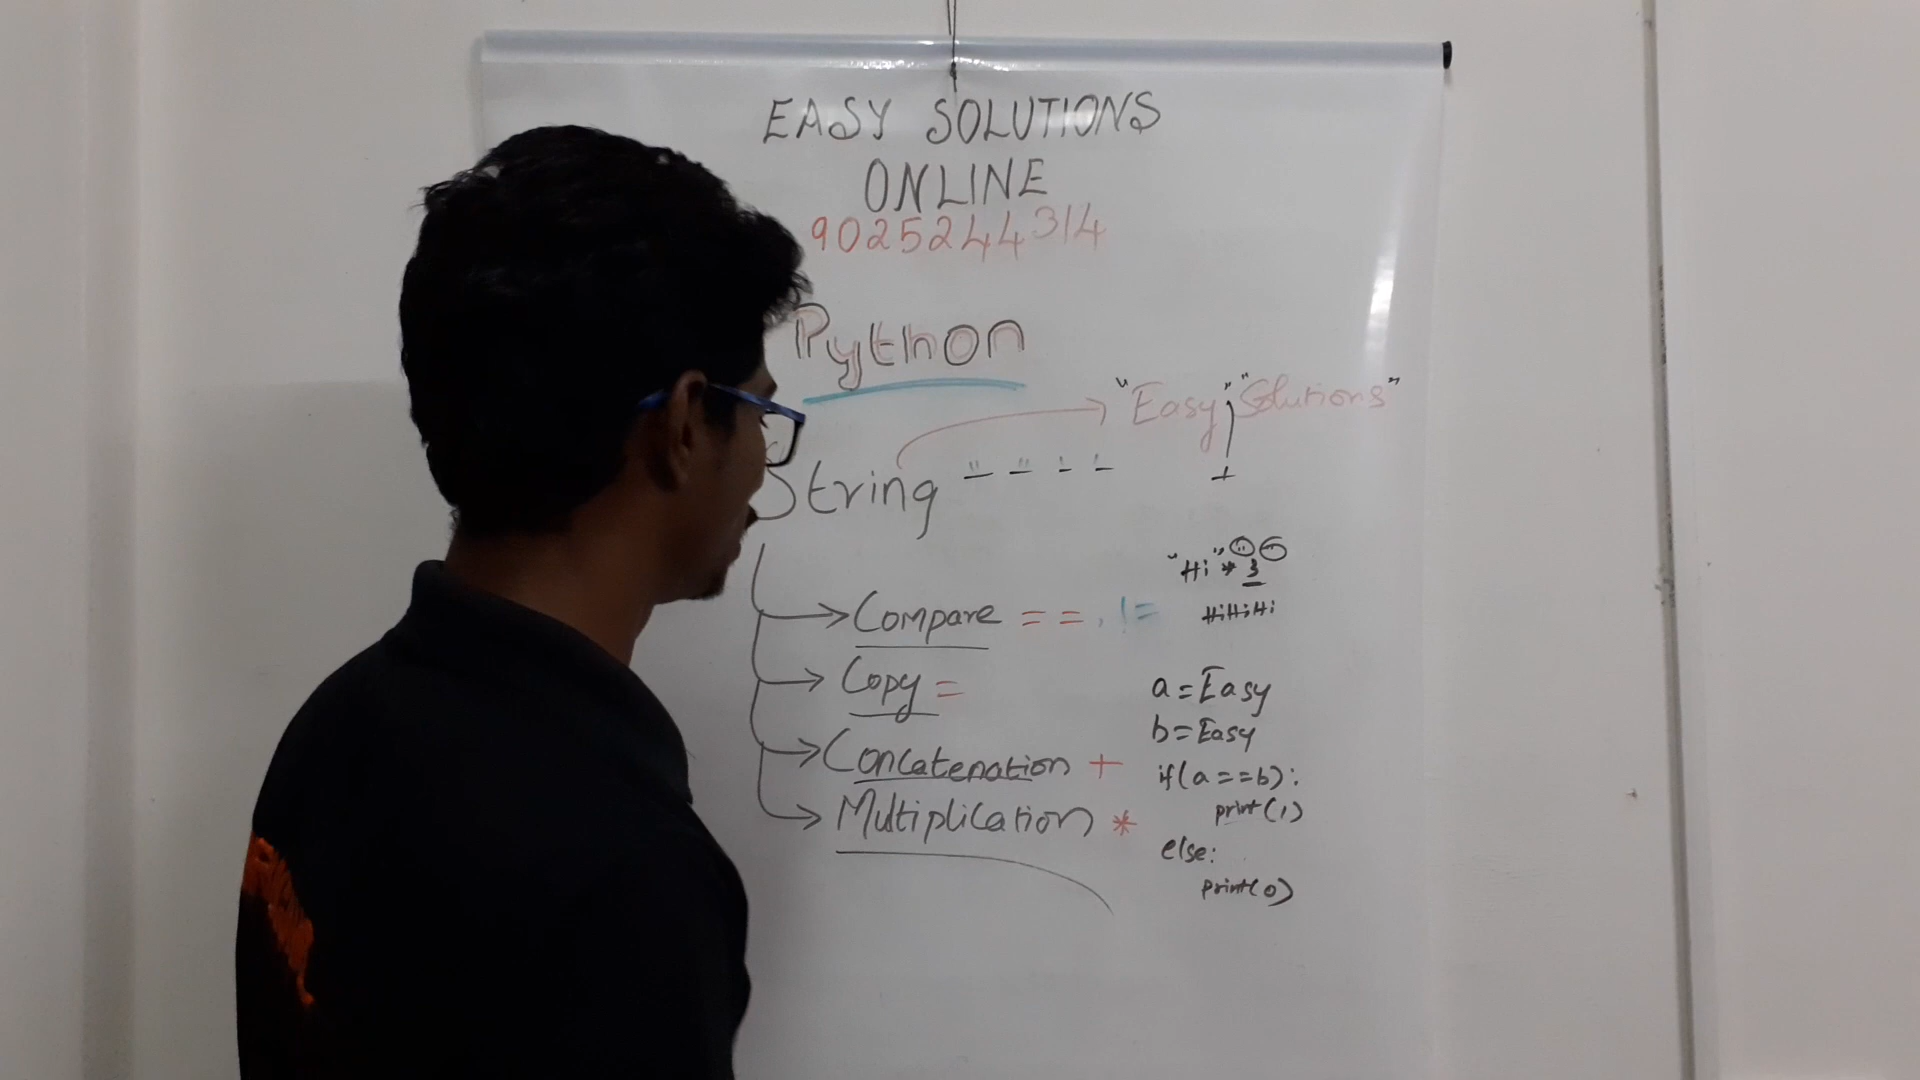 EASY SOLUTIONS
ONLINE
9025244314
Python
"Easy" "Solutions"
+
String
"Hi" * 3
HiHiHi
Compare == , !=
Copy =
Concatenation +
Multiplication *
a=Easy
b=Easy
if(a==b):
print(1)
else:
print(0)